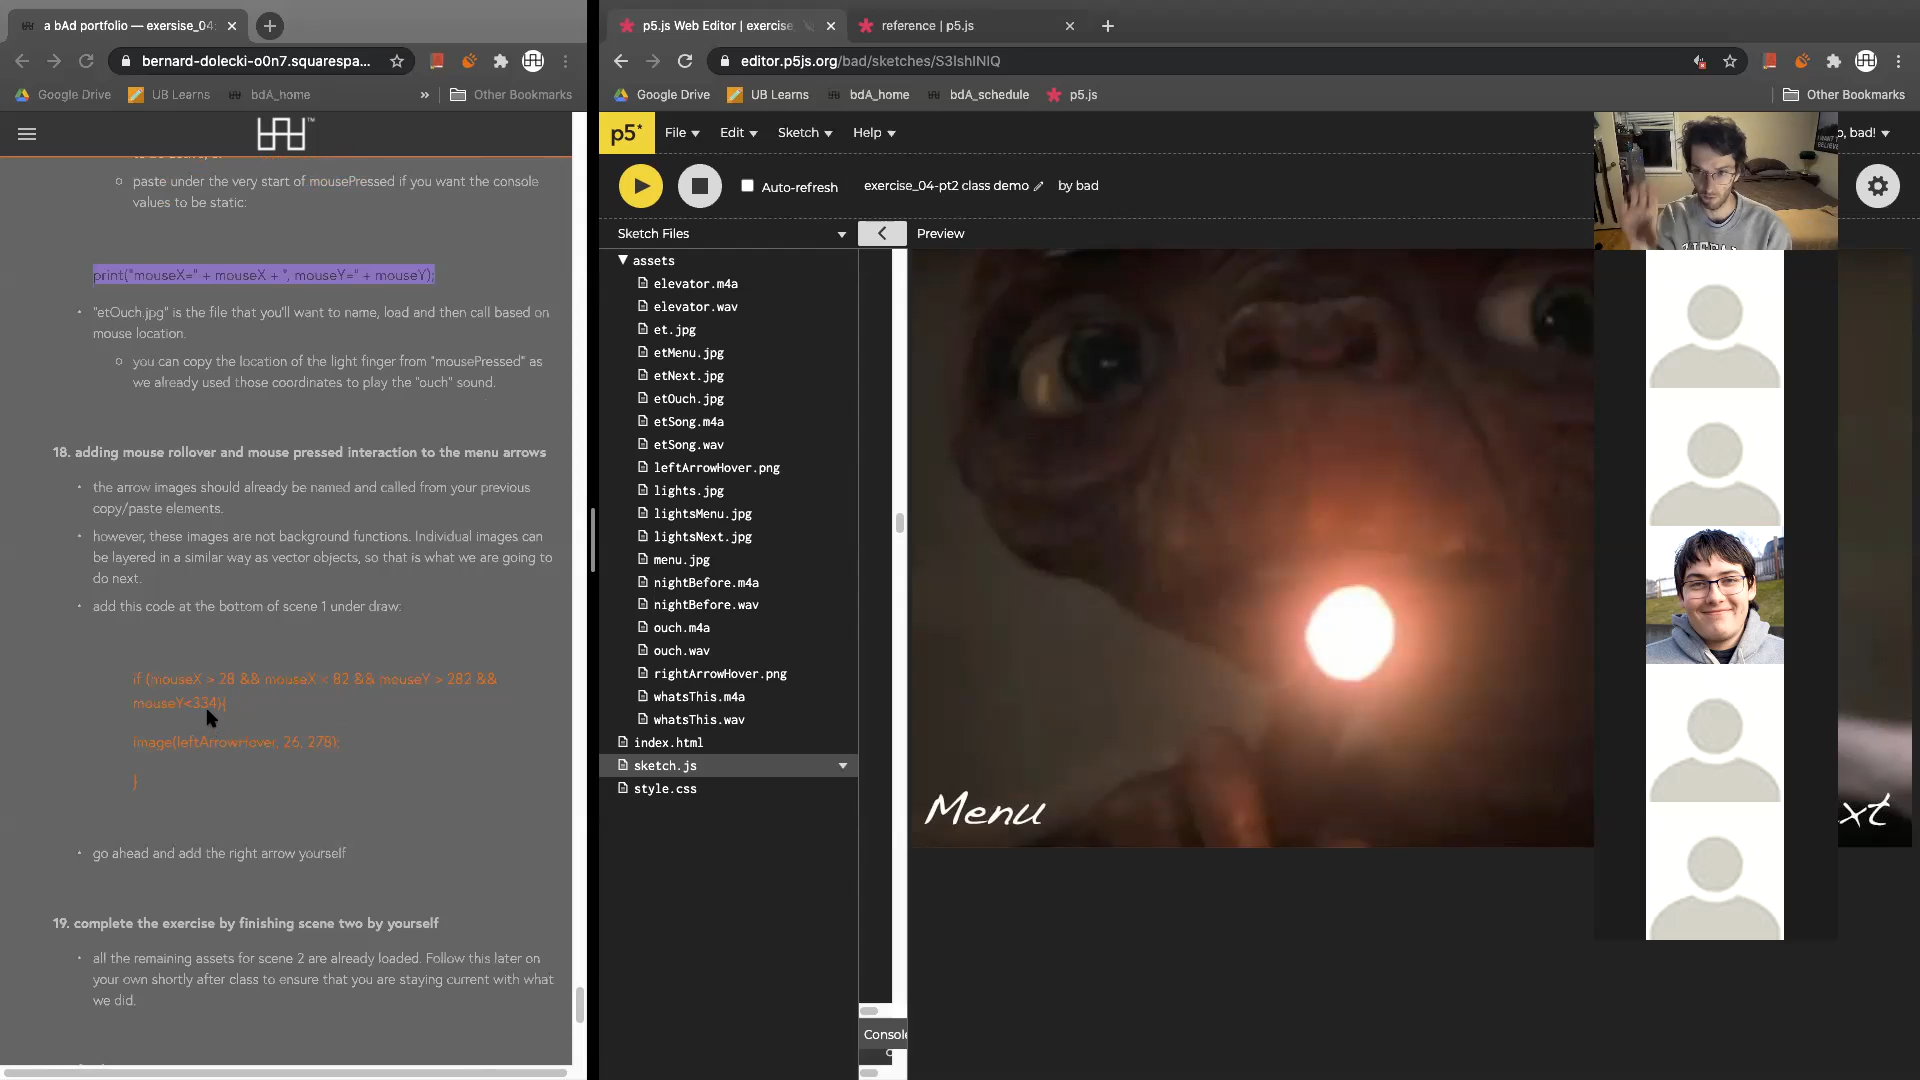 a bAd portfolio — exersise_04:
bernard-dolecki-o0n7.squarespa...
Google Drive
UB Learns
bdA_home
»
Other Bookmarks
paste under the very start of mousePressed if you want the console
values to be static:
print("mouseX=" + mouseX + ", mouseY=" + mouseY);
"etOuch.jpg" is the file that you'll want to name, load and then call based on
mouse location.
you can copy the location of the light finger from "mousePressed" as
we already used those coordinates to play the "ouch" sound.
18. adding mouse rollover and mouse pressed interaction to the menu arrows
the arrow images should already be named and called from your previous
copy/paste elements.
however, these images are not background functions. Individual images can
be layered in a similar way as vector objects, so that is what we are going to
do next.
add this code at the bottom of scene 1 under draw:
if (mouseX > 28 && mouseX < 82 && mouseY > 282 &&
mouseY<334){
image(leftArrowHover, 26, 278);
}
go ahead and add the right arrow yourself
19. complete the exercise by finishing scene two by yourself
all the remaining assets for scene 2 are already loaded. Follow this later on
your own shortly after class to ensure that you are staying current with what
we did.
p5.js Web Editor | exercise_
reference | p5.js
editor.p5js.org/bad/sketches/S3IshINlQ
Google Drive
UB Learns
bdA_home
bdA_schedule
p5.js
Other Bookmarks
p5*
File
Edit
Sketch
Help
o, bad!
Auto-refresh
exercise_04-pt2 class demo
by bad
Sketch Files
Preview
assets
elevator.m4a
elevator.wav
et.jpg
etMenu.jpg
etNext.jpg
etOuch.jpg
etSong.m4a
etSong.wav
leftArrowHover.png
lights.jpg
lightsMenu.jpg
lightsNext.jpg
menu.jpg
nightBefore.m4a
nightBefore.wav
ouch.m4a
ouch.wav
rightArrowHover.png
whatsThis.m4a
whatsThis.wav
index.html
sketch.js
style.css
Menu
xt
Console